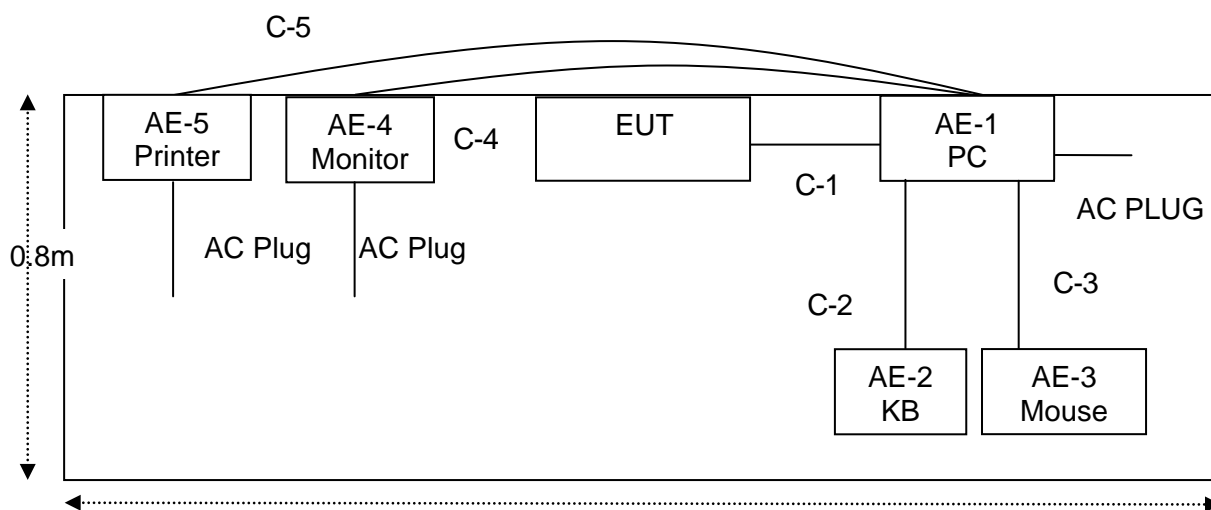 C-5
AE-5
Printer
AE-4
Monitor
C-4
EUT
C-1
AE-1
PC
AC PLUG
0.8m
AC Plug
AC Plug
C-2
C-3
AE-2
KB
AE-3
Mouse